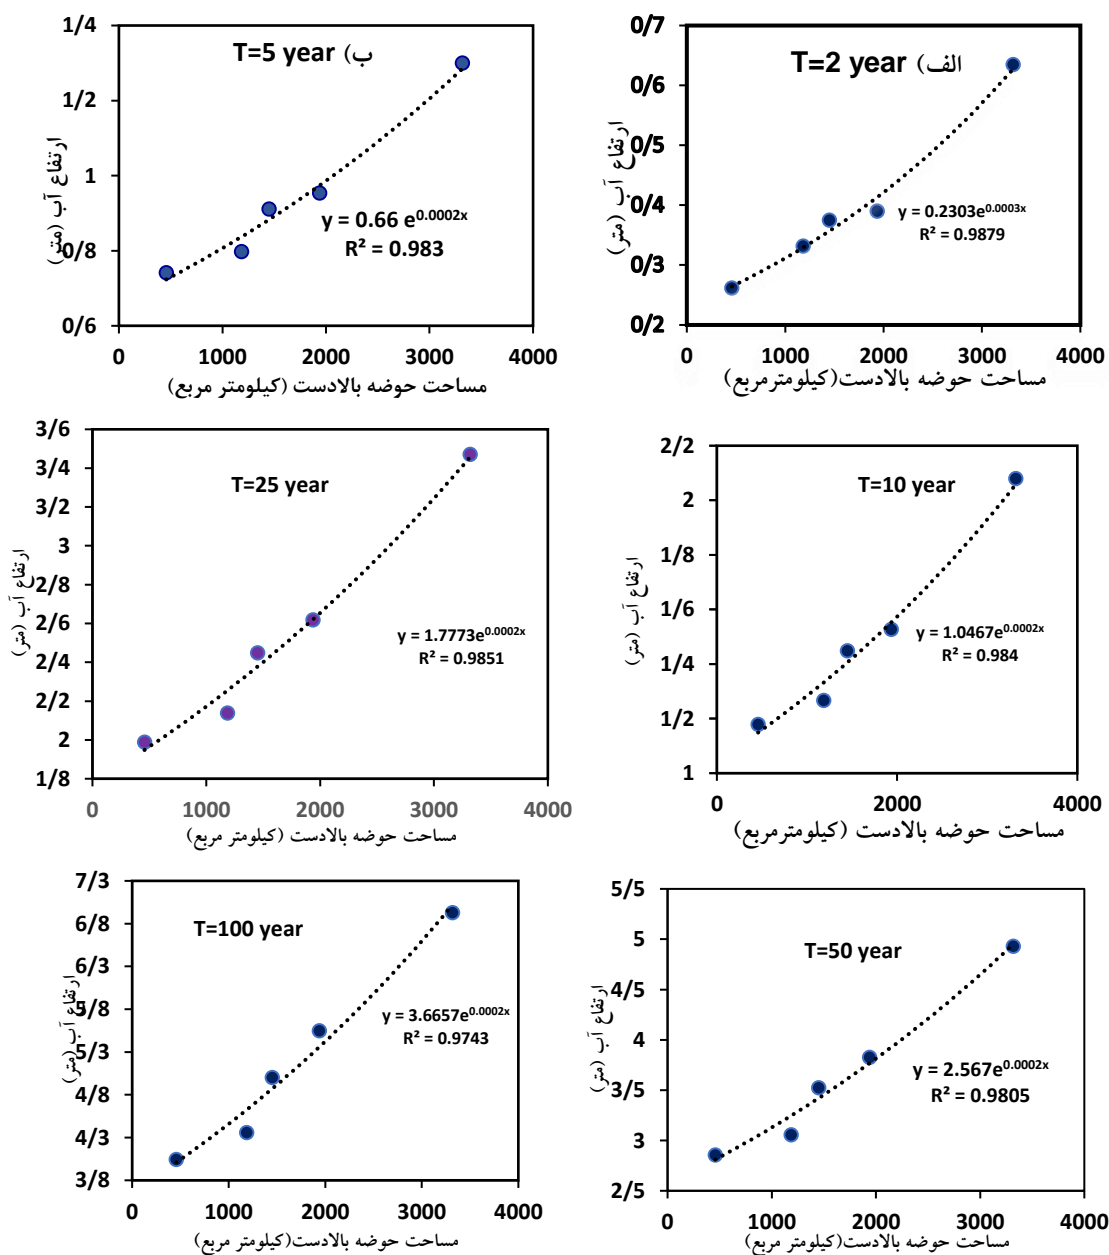 الف) T=2 year
0/7
0/6
0/5
0/4
0/3
0/2
ارتفاع آب (متر)
y = 0.2303e^0.0003x
R² = 0.9879
0 1000 2000 3000 4000
مساحت حوضه بالادست(کیلومترمربع)
ب) T=5 year
1/4
1/2
1
0/8
0/6
ارتفاع آب (متر)
y = 0.66 e^0.0002x
R² = 0.983
0 1000 2000 3000 4000
مساحت حوضه بالادست(کیلومتر مربع)
T=10 year
2/2
2
1/8
1/6
1/4
1/2
1
ارتفاع آب (متر)
y = 1.0467e^0.0002x
R² = 0.984
0 2000 4000
مساحت حوضه بالادست (کیلومترمربع)
T=25 year
3/6
3/4
3/2
3
2/8
2/6
2/4
2/2
2
1/8
ارتفاع آب (متر)
y = 1.7773e^0.0002x
R² = 0.9851
0 1000 2000 3000 4000
مساحت حوضه بالادست (کیلومتر مربع)
T=50 year
5/5
5
4/5
4
3/5
3
2/5
ارتفاع آب (متر)
y = 2.567e^0.0002x
R² = 0.9805
0 1000 2000 3000 4000
مساحت حوضه بالادست(کیلومتر مربع)
T=100 year
7/3
6/8
6/3
5/8
5/3
4/8
4/3
3/8
ارتفاع آب (متر)
y = 3.6657e^0.0002x
R² = 0.9743
0 1000 2000 3000 4000
مساحت حوضه بالادست(کیلومتر مربع)